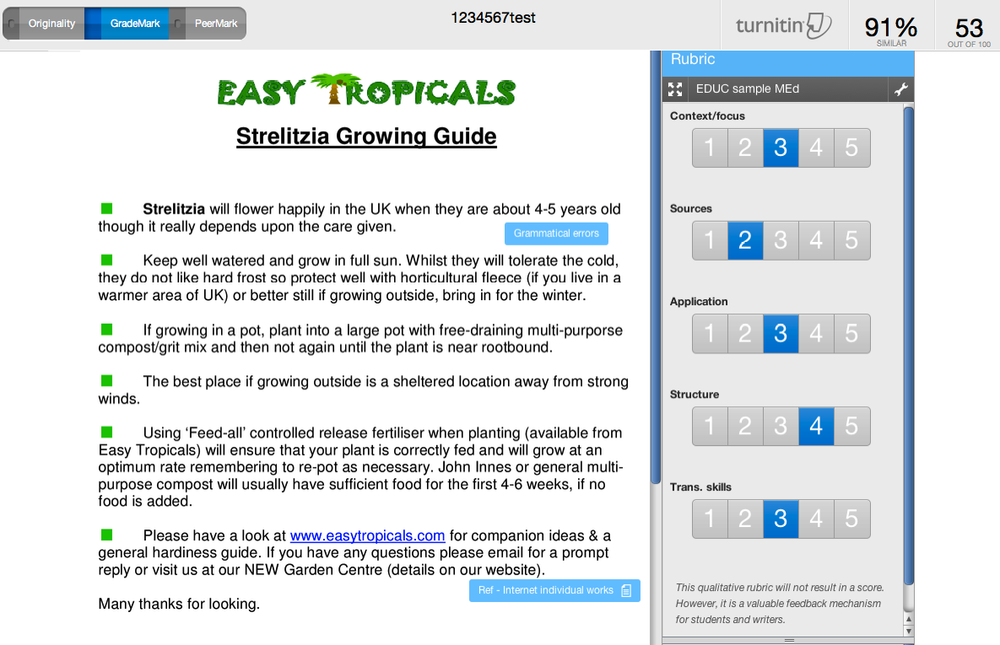 Originality GradeMark PeerMark
1234567test
turnitin
91%
SIMILAR
53
OUT OF 100
EASY TROPICALS
Strelitzia Growing Guide
Strelitzia will flower happily in the UK when they are about 4-5 years old
though it really depends upon the care given.
Grammatical errors
Keep well watered and grow in full sun. Whilst they will tolerate the cold,
they do not like hard frost so protect well with horticultural fleece (if you live in a
warmer area of UK) or better still if growing outside, bring in for the winter.
If growing in a pot, plant into a large pot with free-draining multi-purporse
compost/grit mix and then not again until the plant is near rootbound.
The best place if growing outside is a sheltered location away from strong
winds.
Using ‘Feed-all’ controlled release fertiliser when planting (available from
Easy Tropicals) will ensure that your plant is correctly fed and will grow at an
optimum rate remembering to re-pot as necessary. John Innes or general multi-
purpose compost will usually have sufficient food for the first 4-6 weeks, if no
food is added.
Please have a look at www.easytropicals.com for companion ideas & a
general hardiness guide. If you have any questions please email for a prompt
reply or visit us at our NEW Garden Centre (details on our website).
Ref - Internet individual works
Many thanks for looking.
Rubric
EDUC sample MEd
Context/focus
1 2 3 4 5
Sources
1 2 3 4 5
Application
1 2 3 4 5
Structure
1 2 3 4 5
Trans. skills
1 2 3 4 5
This qualitative rubric will not result in a score.
However, it is a valuable feedback mechanism
for students and writers.